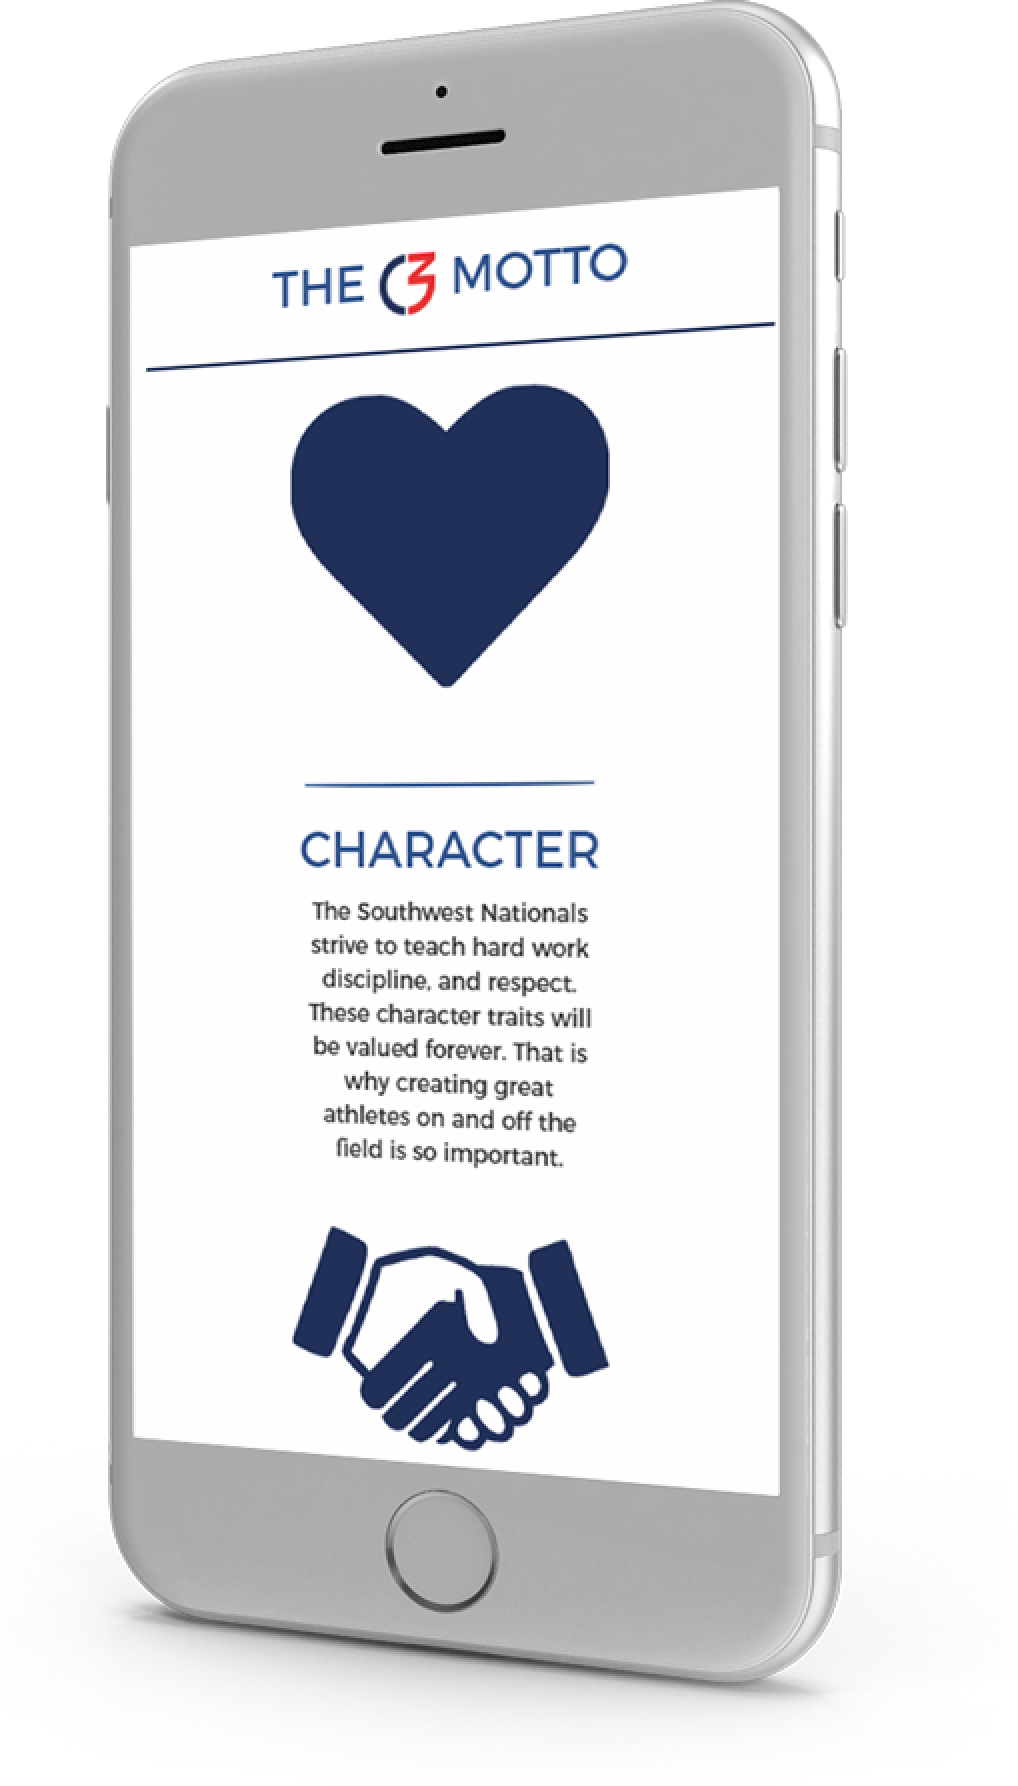 THE C3 MOTTO
CHARACTER
The Southwest Nationals
strive to teach hard work
discipline, and respect.
These character traits will
be valued forever. That is
why creating great
athletes on and off the
field is so important.